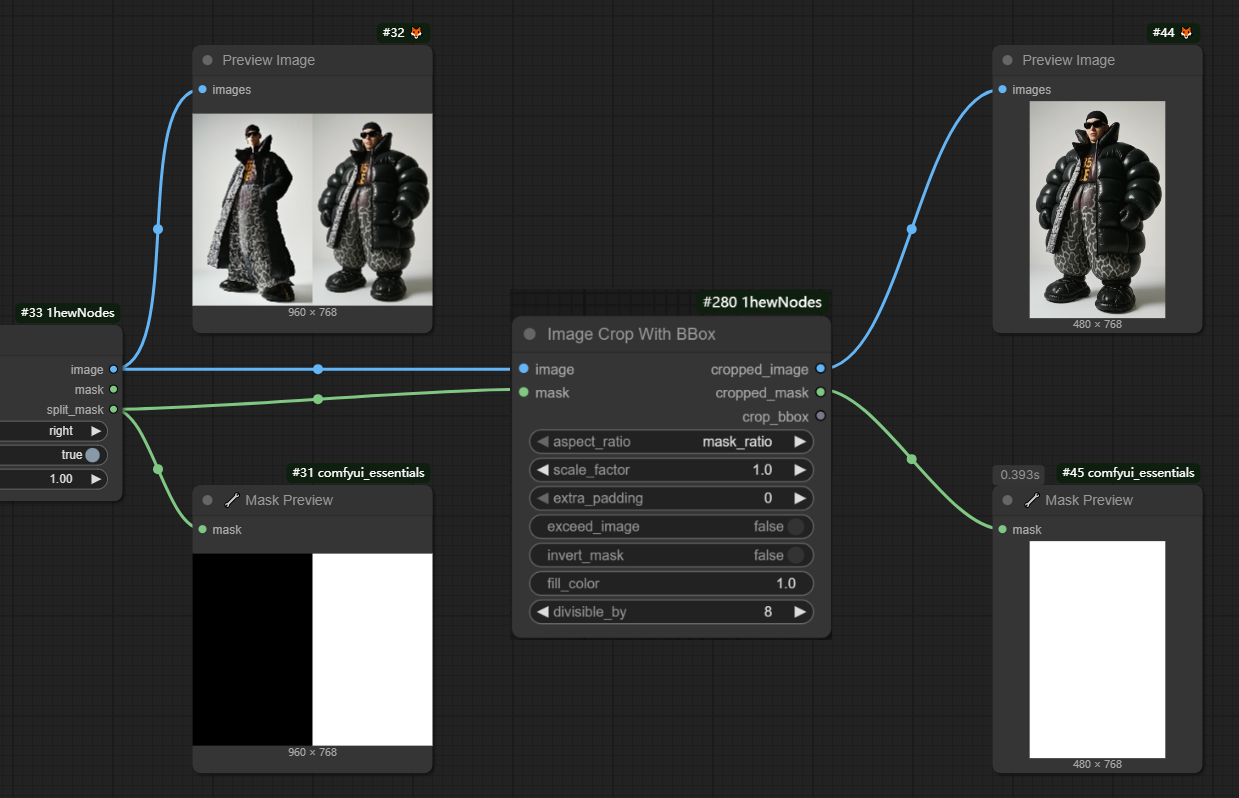 #32
Preview Image
images
960 × 768
#44
Preview Image
images
480 × 768
#33 1hewNodes
image
mask
split_mask
right
true
1.00
#280 1hewNodes
Image Crop With BBox
image
cropped_image
mask
cropped_mask
crop_bbox
aspect_ratio mask_ratio
scale_factor 1.0
extra_padding 0
exceed_image false
invert_mask false
fill_color 1.0
divisible_by 8
#31 comfyui_essentials
Mask Preview
mask
960 × 768
0.393s
#45 comfyui_essentials
Mask Preview
mask
480 × 768